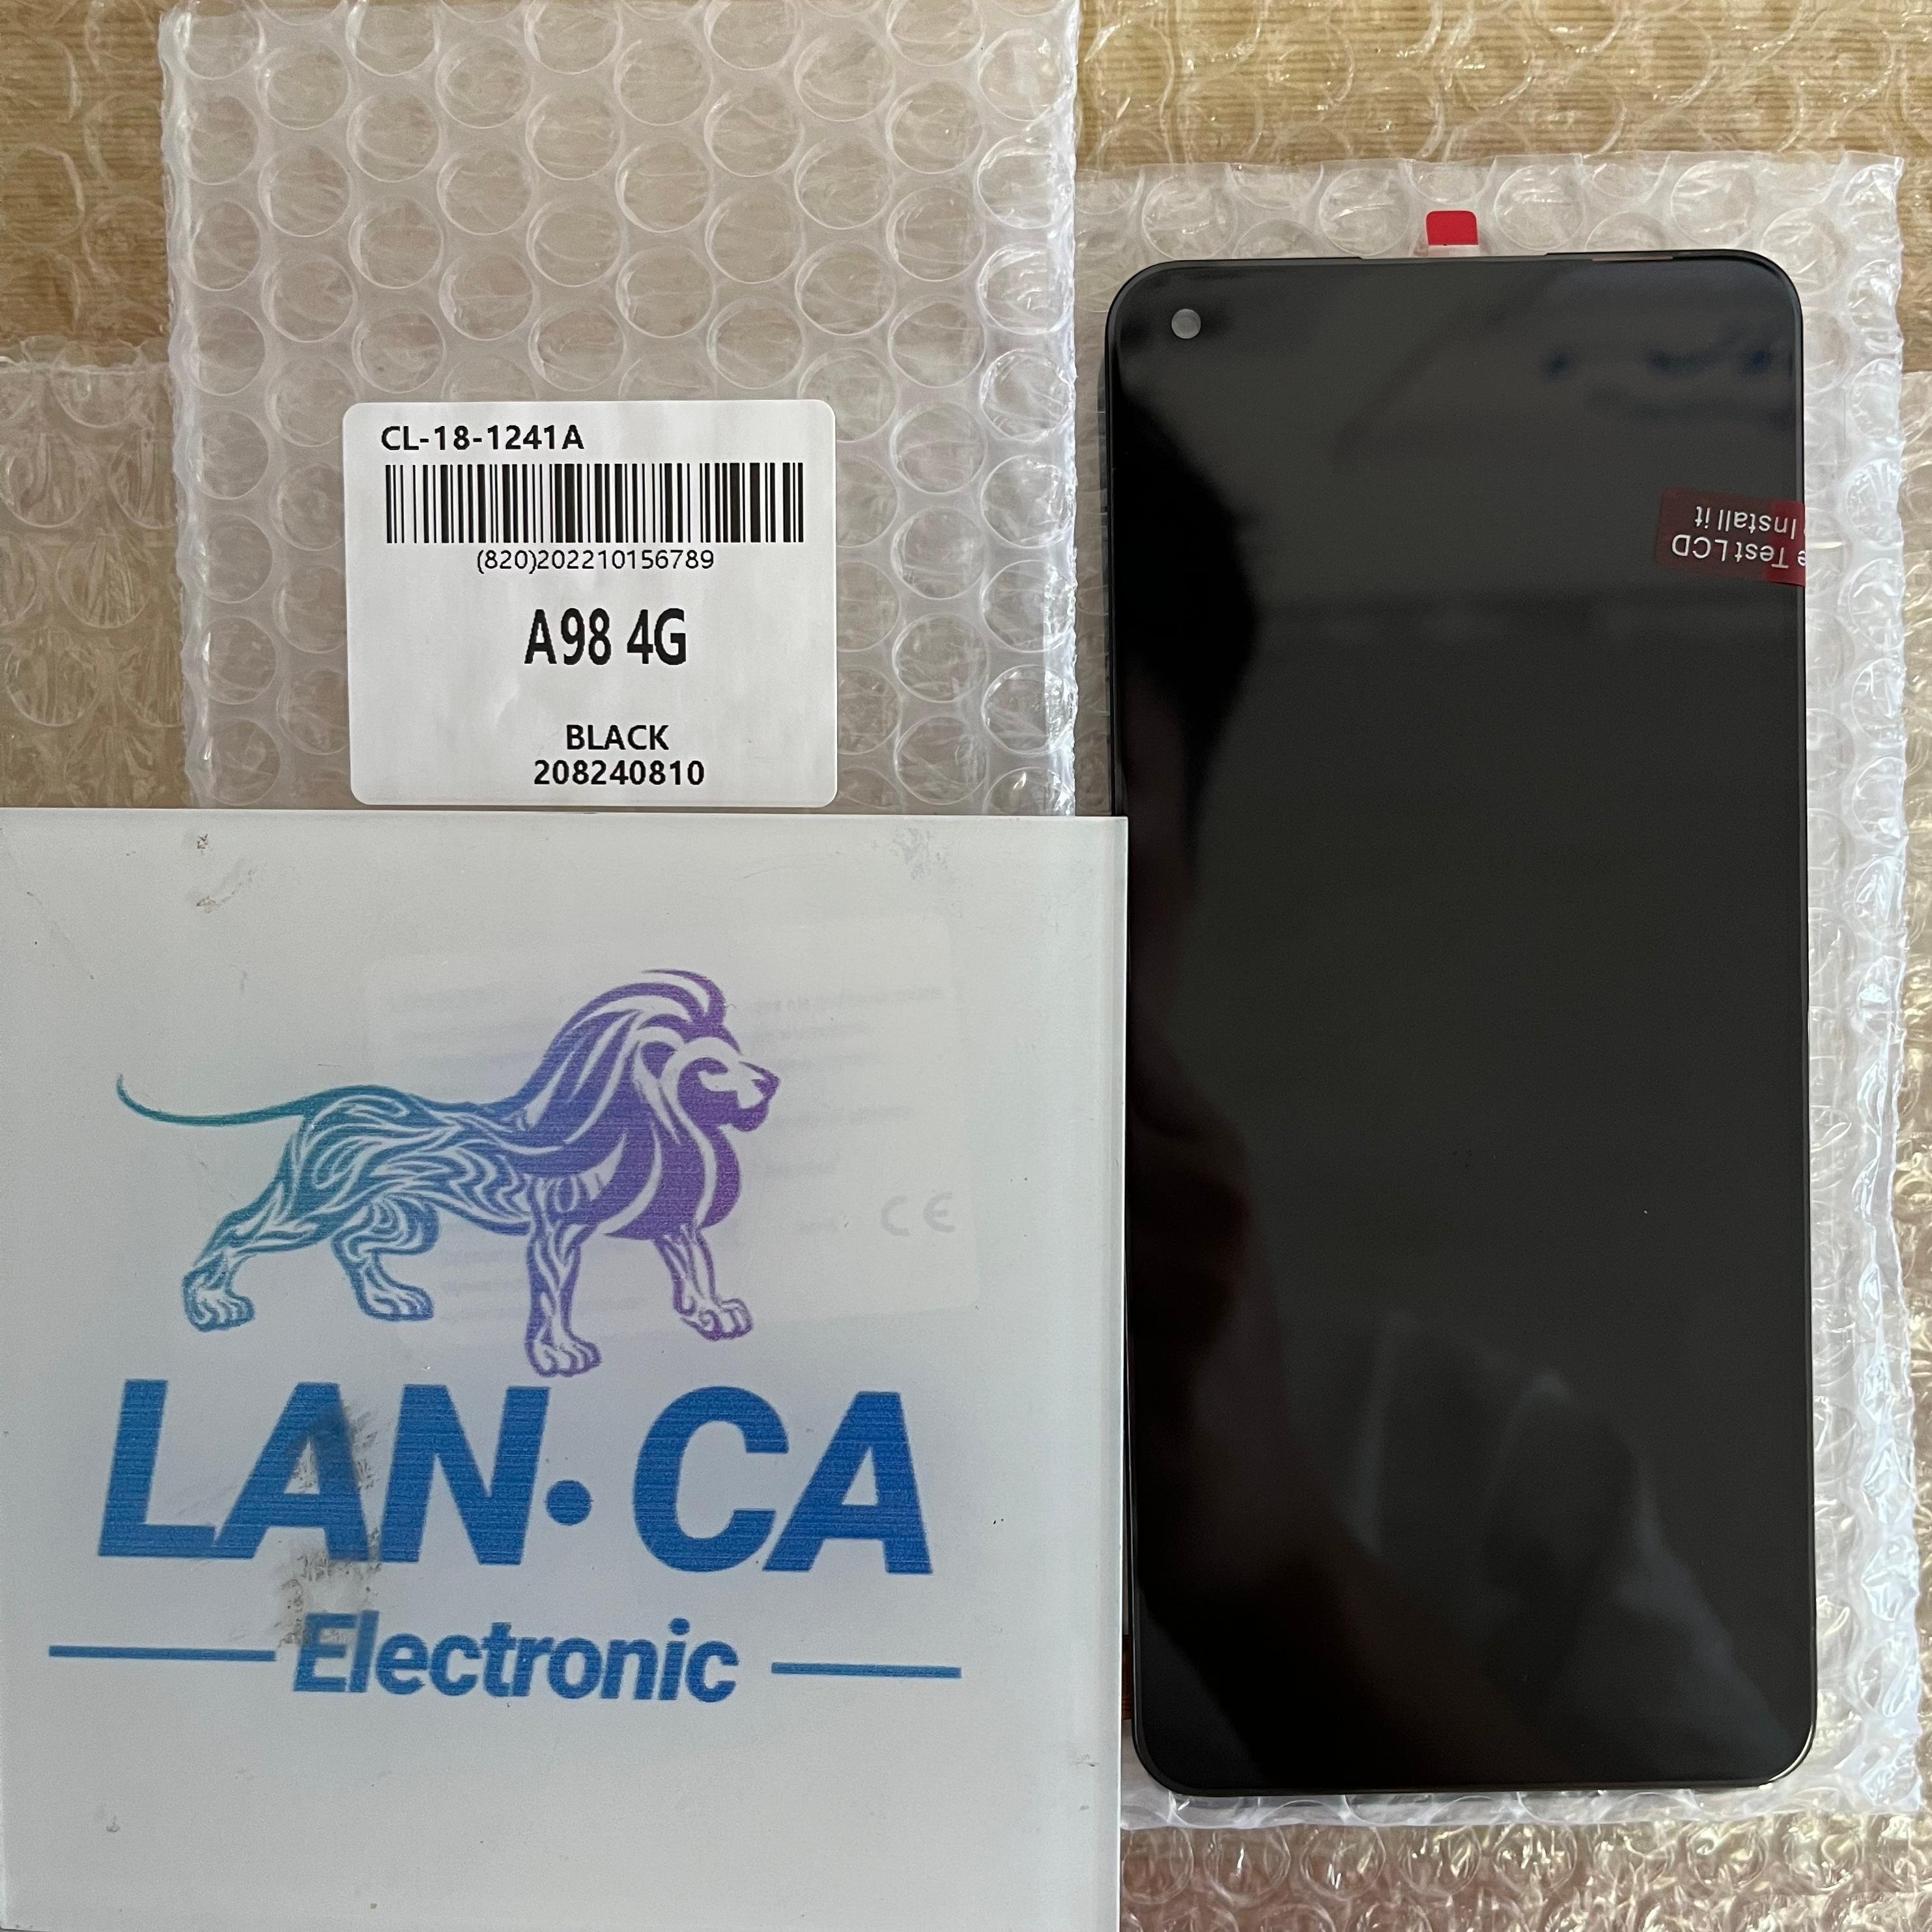 CL-18-1241A
(820)202210156789
A98 4G
BLACK
208240810
Test LCD
Install it
CE
LAN·CA
Electronic